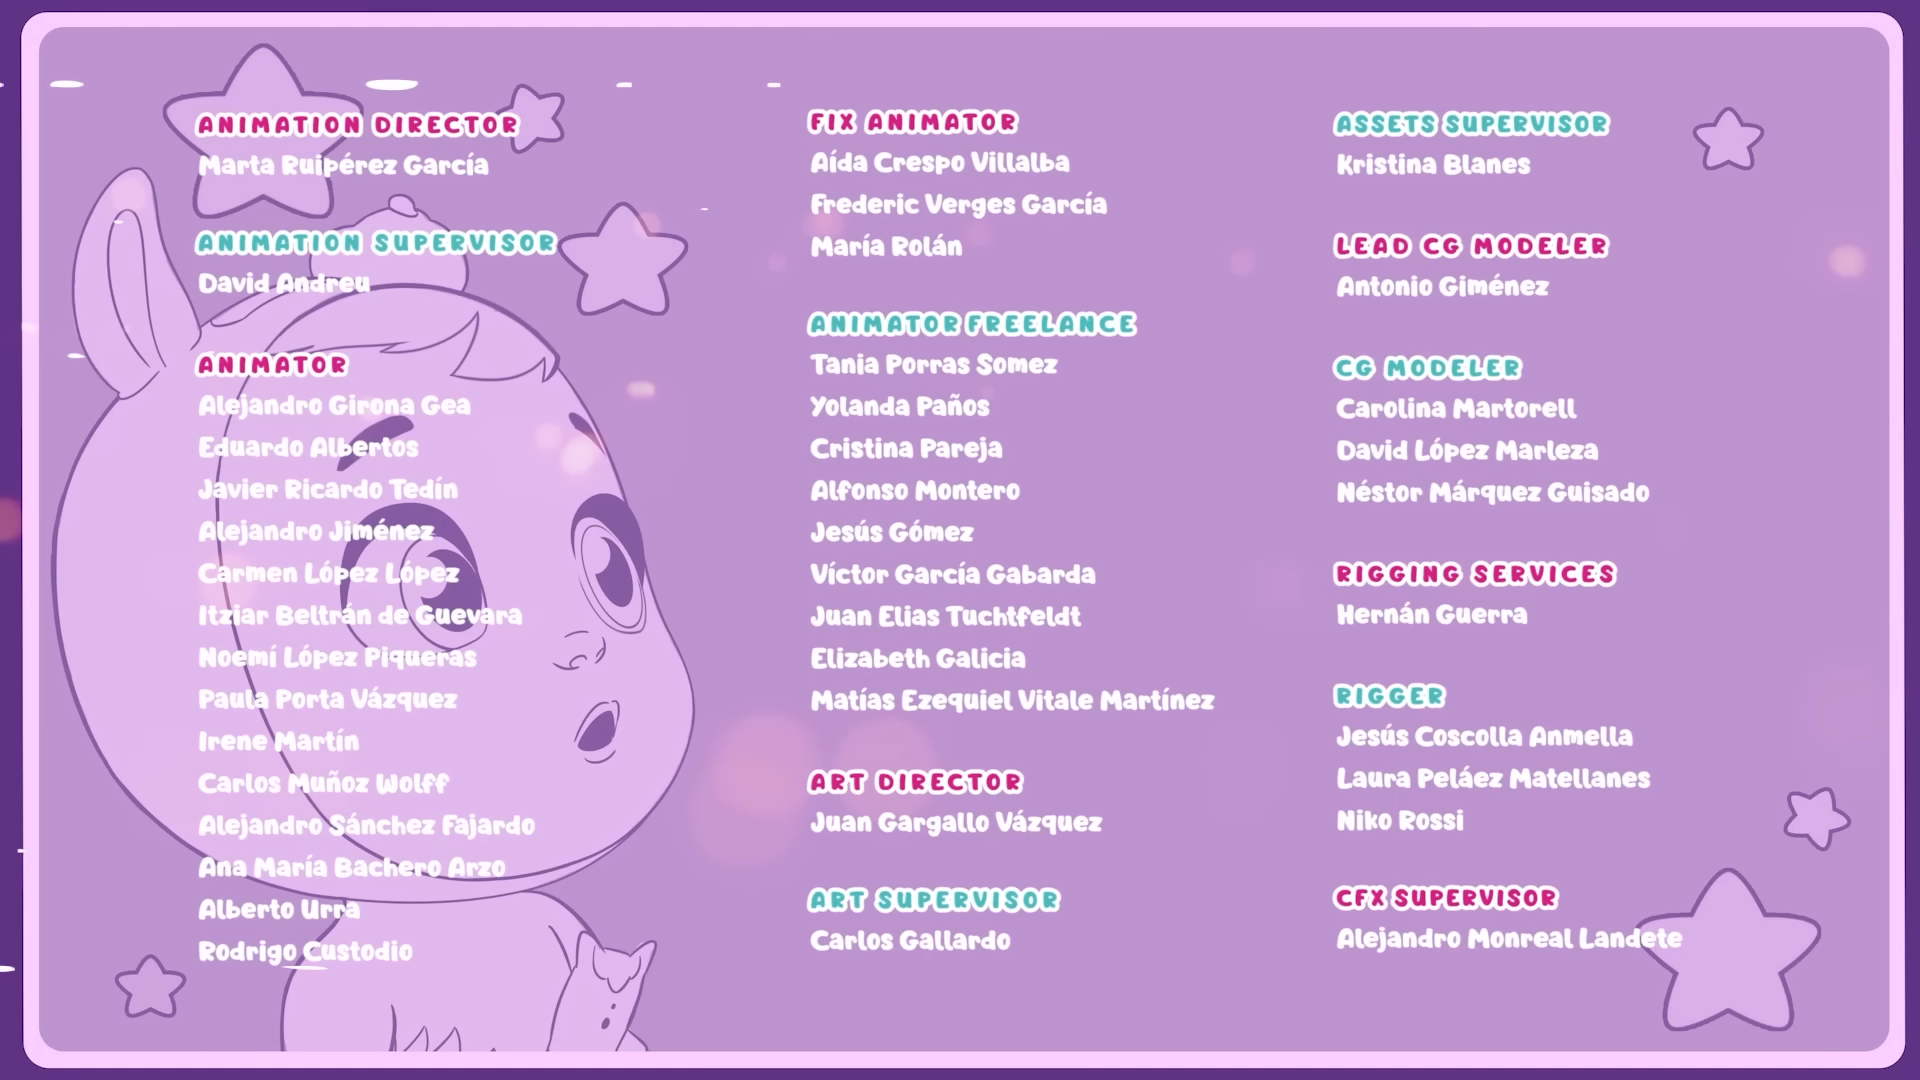 ANIMATION DIRECTOR
Marta Ruipérez García
ANIMATION SUPERVISOR
David Andreu
ANIMATOR
Alejandro Girona Gea
Eduardo Albertos
Javier Ricardo Tedín
Alejandro Jiménez
Carmen López López
Itziar Beltrán de Guevara
Noemí López Piqueras
Paula Porta Vázquez
Irene Martín
Carlos Muñoz Wolff
Alejandro Sánchez Fajardo
Ana María Bachero Arzo
Alberto Urra
Rodrigo Custodio
FIX ANIMATOR
Aída Crespo Villalba
Frederic Verges García
María Rolán
ANIMATOR FREELANCE
Tania Porras Somez
Yolanda Paños
Cristina Pareja
Alfonso Montero
Jesús Gómez
Víctor García Gabarda
Juan Elias Tuchtfeldt
Elizabeth Galicia
Matías Ezequiel Vitale Martínez
ART DIRECTOR
Juan Gargallo Vázquez
ART SUPERVISOR
Carlos Gallardo
ASSETS SUPERVISOR
Kristina Blanes
LEAD CG MODELER
Antonio Giménez
CG MODELER
Carolina Martorell
David López Marleza
Néstor Márquez Guisado
RIGGING SERVICES
Hernán Guerra
RIGGER
Jesús Coscolla Anmella
Laura Peláez Matellanes
Niko Rossi
CFX SUPERVISOR
Alejandro Monreal Landete